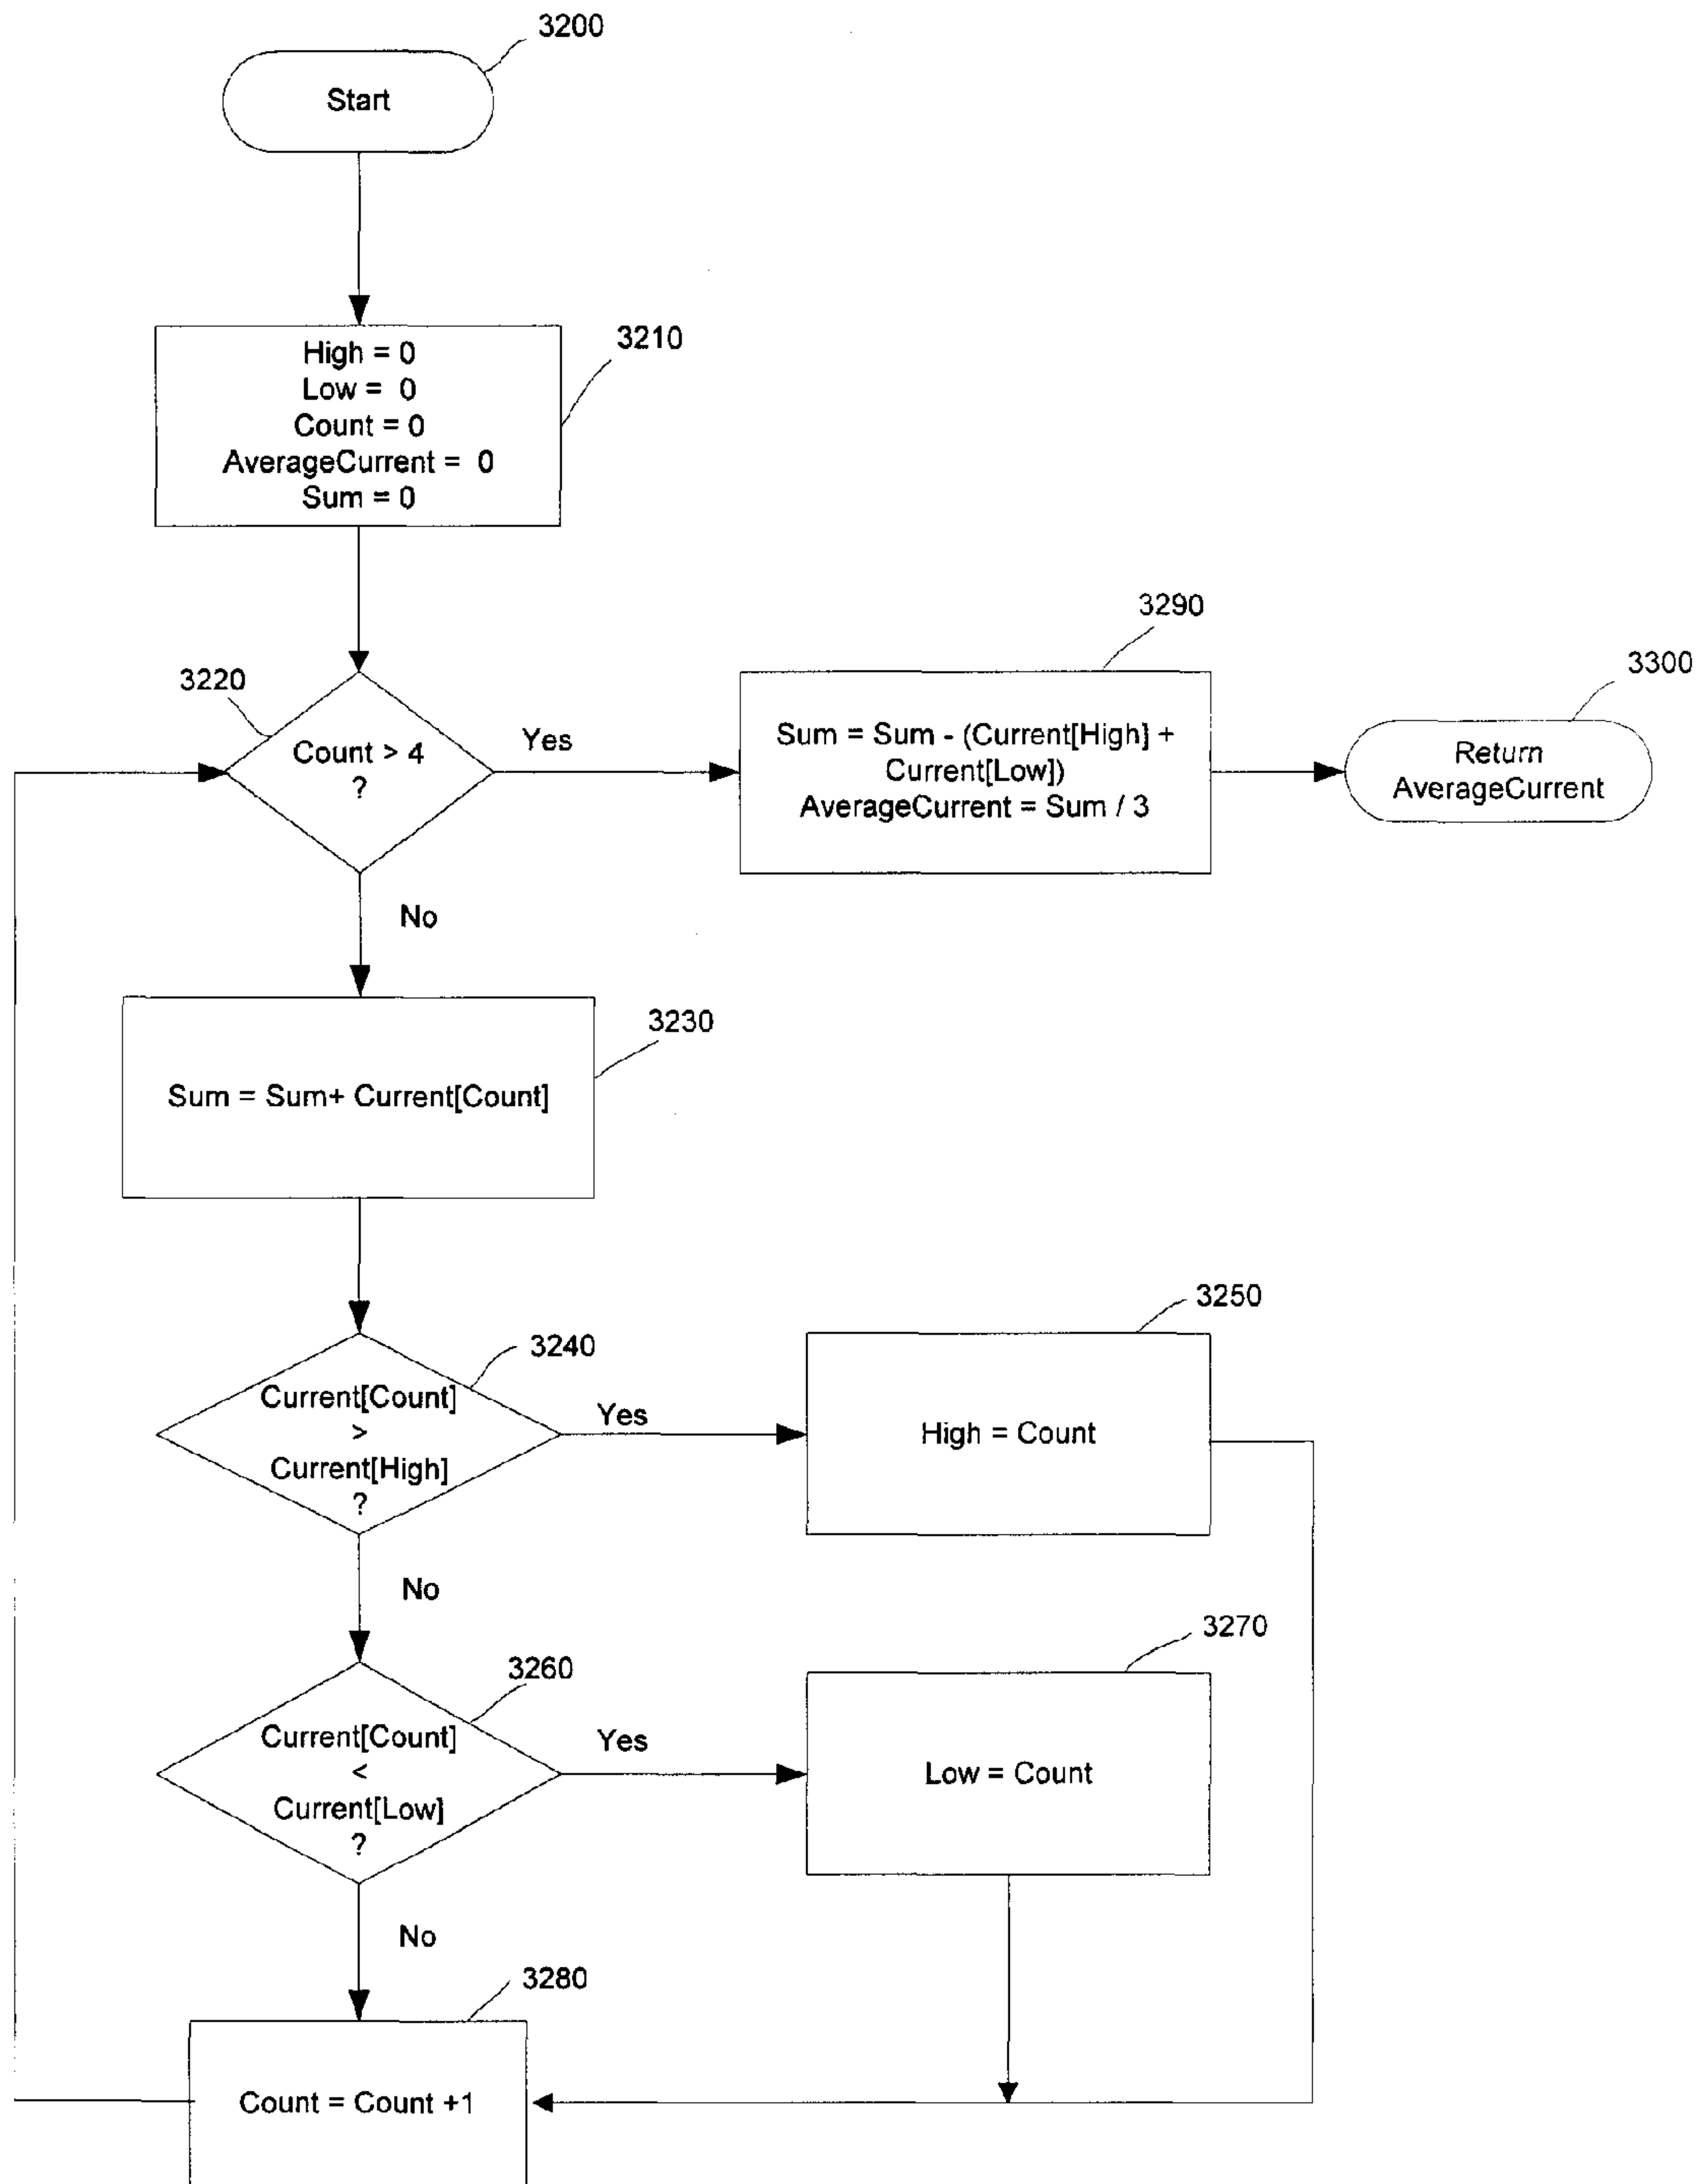 3200
Start
3210
High = 0
Low = 0
Count = 0
AverageCurrent = 0
Sum = 0
3220
Count > 4
?
Yes
3290
Sum = Sum - (Current[High] +
Current[Low])
AverageCurrent = Sum / 3
3300
Return
AverageCurrent
No
3230
Sum = Sum+ Current[Count]
3240
Current[Count]
>
Current[High]
?
Yes
3250
High = Count
No
3260
Current[Count]
<
Current[Low]
?
Yes
3270
Low = Count
No
3280
Count = Count +1